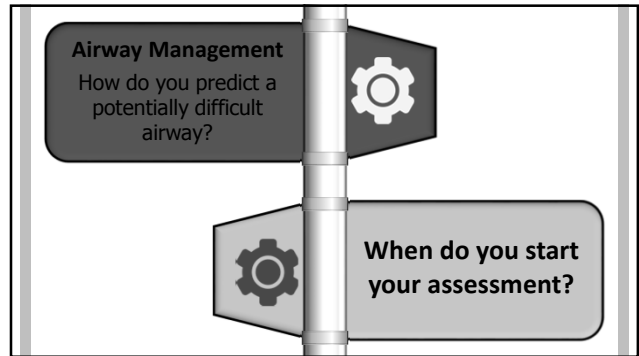 Airway Management
How do you predict a
potentially difficult
airway?
When do you start
your assessment?